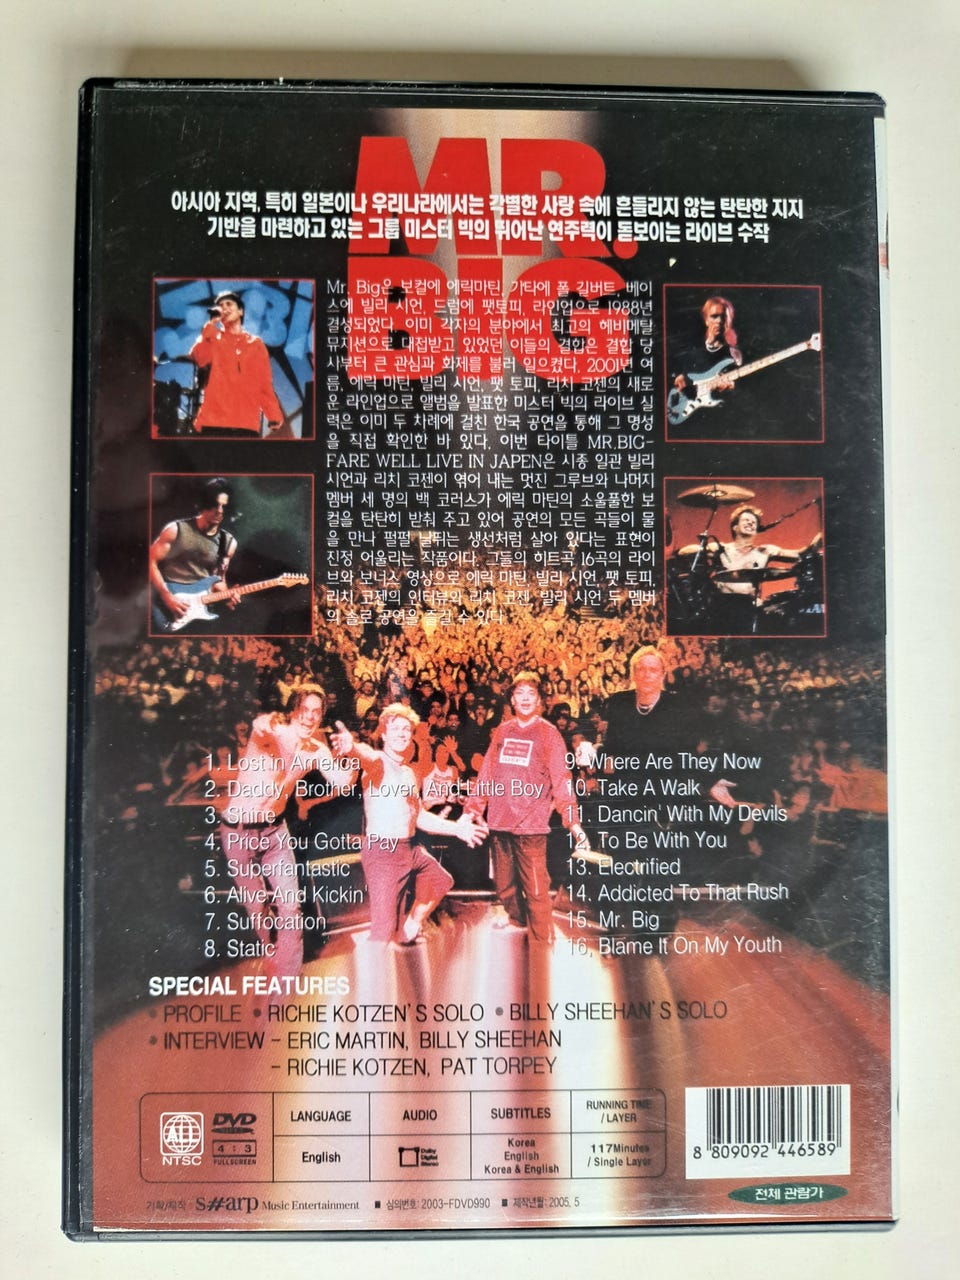 MR.
BIG
아시아 지역, 특히 일본이나 우리나라에서는 각별한 사랑 속에 흔들리지 않는 탄탄한 지지
기반을 마련하고 있는 그룹 미스터 빅의 뛰어난 연주력이 돋보이는 라이브 수작
Mr. Big은 보컬에 에릭마틴, 기타에 폴 길버트, 베이
스에 빌리 시언, 드럼에 팻토피, 라인업으로 1988년
결성되었다. 이미 각자의 분야에서 최고의 헤비메탈
뮤지션으로 대접받고 있었던 이들의 결합은 결합 당
시부터 큰 관심과 화제를 불러 일으켰다. 2001년 여
름, 에릭 마틴, 빌리 시언, 팻 토피, 리치 코젠의 새로
운 라인업으로 앨범을 발표한 미스터 빅의 라이브 실
력은 이미 두 차례에 걸친 한국 공연을 통해 그 명성
을 직접 확인한 바 있다. 이번 타이틀 MR.BIG-
FARE WELL LIVE IN JAPEN은 시종 일관 빌리
시언과 리치 코젠이 엮어 내는 멋진 그루브와 나머지
멤버 세 명의 백 코러스가 에릭 마틴의 소울풀한 보
컬을 탄탄히 받춰 주고 있어 공연의 모든 곡들이 물
을 만나 펄펄 날뛰는 생선처럼 살아 있다는 표현이
진정 어울리는 작품이다. 그들의 히트곡 16곡의 라이
브와 보너스 영상으로 에릭 마틴, 빌리 시언, 팻 토피,
리치 코젠의 인터뷰와 리치 코젠, 빌리 시언 두 멤버
의 솔로 공연을 즐길 수 있다.
1. Lost in America
2. Daddy, Brother, Lover, And Little Boy
3. Shine
4. Price You Gotta Pay
5. Superfantastic
6. Alive And Kickin'
7. Suffocation
8. Static
9. Where Are They Now
10. Take A Walk
11. Dancin' With My Devils
12. To Be With You
13. Electrified
14. Addicted To That Rush
15. Mr. Big
16. Blame It On My Youth
SPECIAL FEATURES
• PROFILE • RICHIE KOTZEN'S SOLO • BILLY SHEEHAN'S SOLO
• INTERVIEW - ERIC MARTIN, BILLY SHEEHAN
- RICHIE KOTZEN, PAT TORPEY
ALL
NTSC
DVD
4 : 3
FULLSCREEN
LANGUAGE
English
AUDIO
Dolby
Digital
Stereo
SUBTITLES
Korea
English
Korea & English
RUNNING TIME
/ LAYER
117Minutes
/ Single Layer
8 809092 446589
전체 관람가
기획/제작 s#arp Music Entertainment ■ 심의번호: 2003-FDVD990 ■ 제작년월: 2005. 5